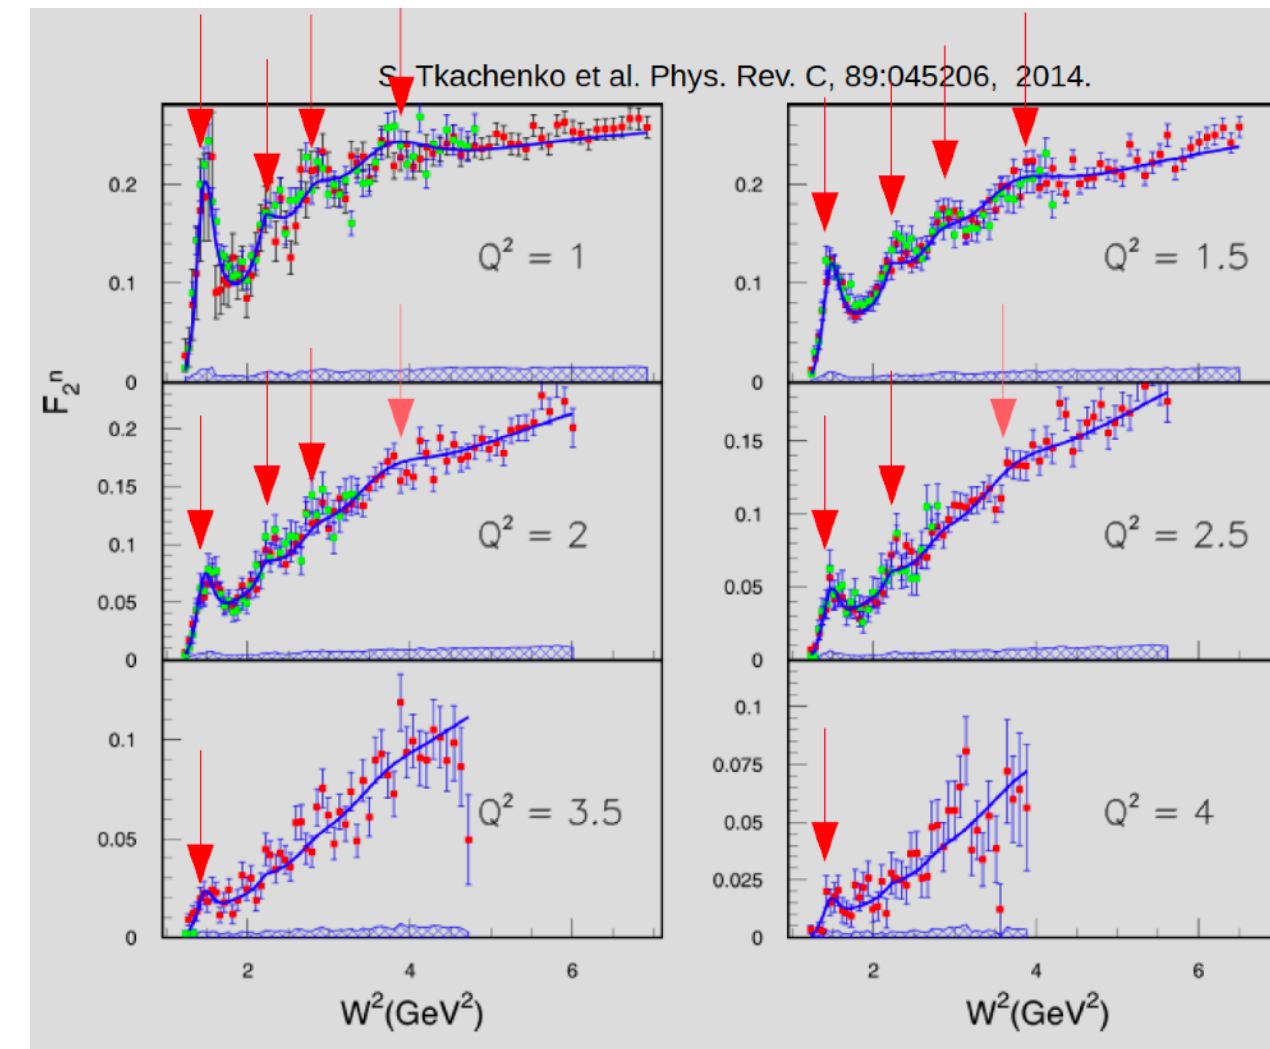 S. Tkachenko et al. Phys. Rev. C, 89:045206, 2014.
0.2
0.1
0
Q² = 1
0.2
0.1
0
Q² = 1.5
F₂ⁿ
0.2
0.15
0.1
0.05
0
Q² = 2
0.15
0.1
0.05
0
Q² = 2.5
0.1
0.05
0
Q² = 3.5
0.1
0.075
0.05
0.025
0
Q² = 4
2 4 6
2 4 6
W²(GeV²)
W²(GeV²)